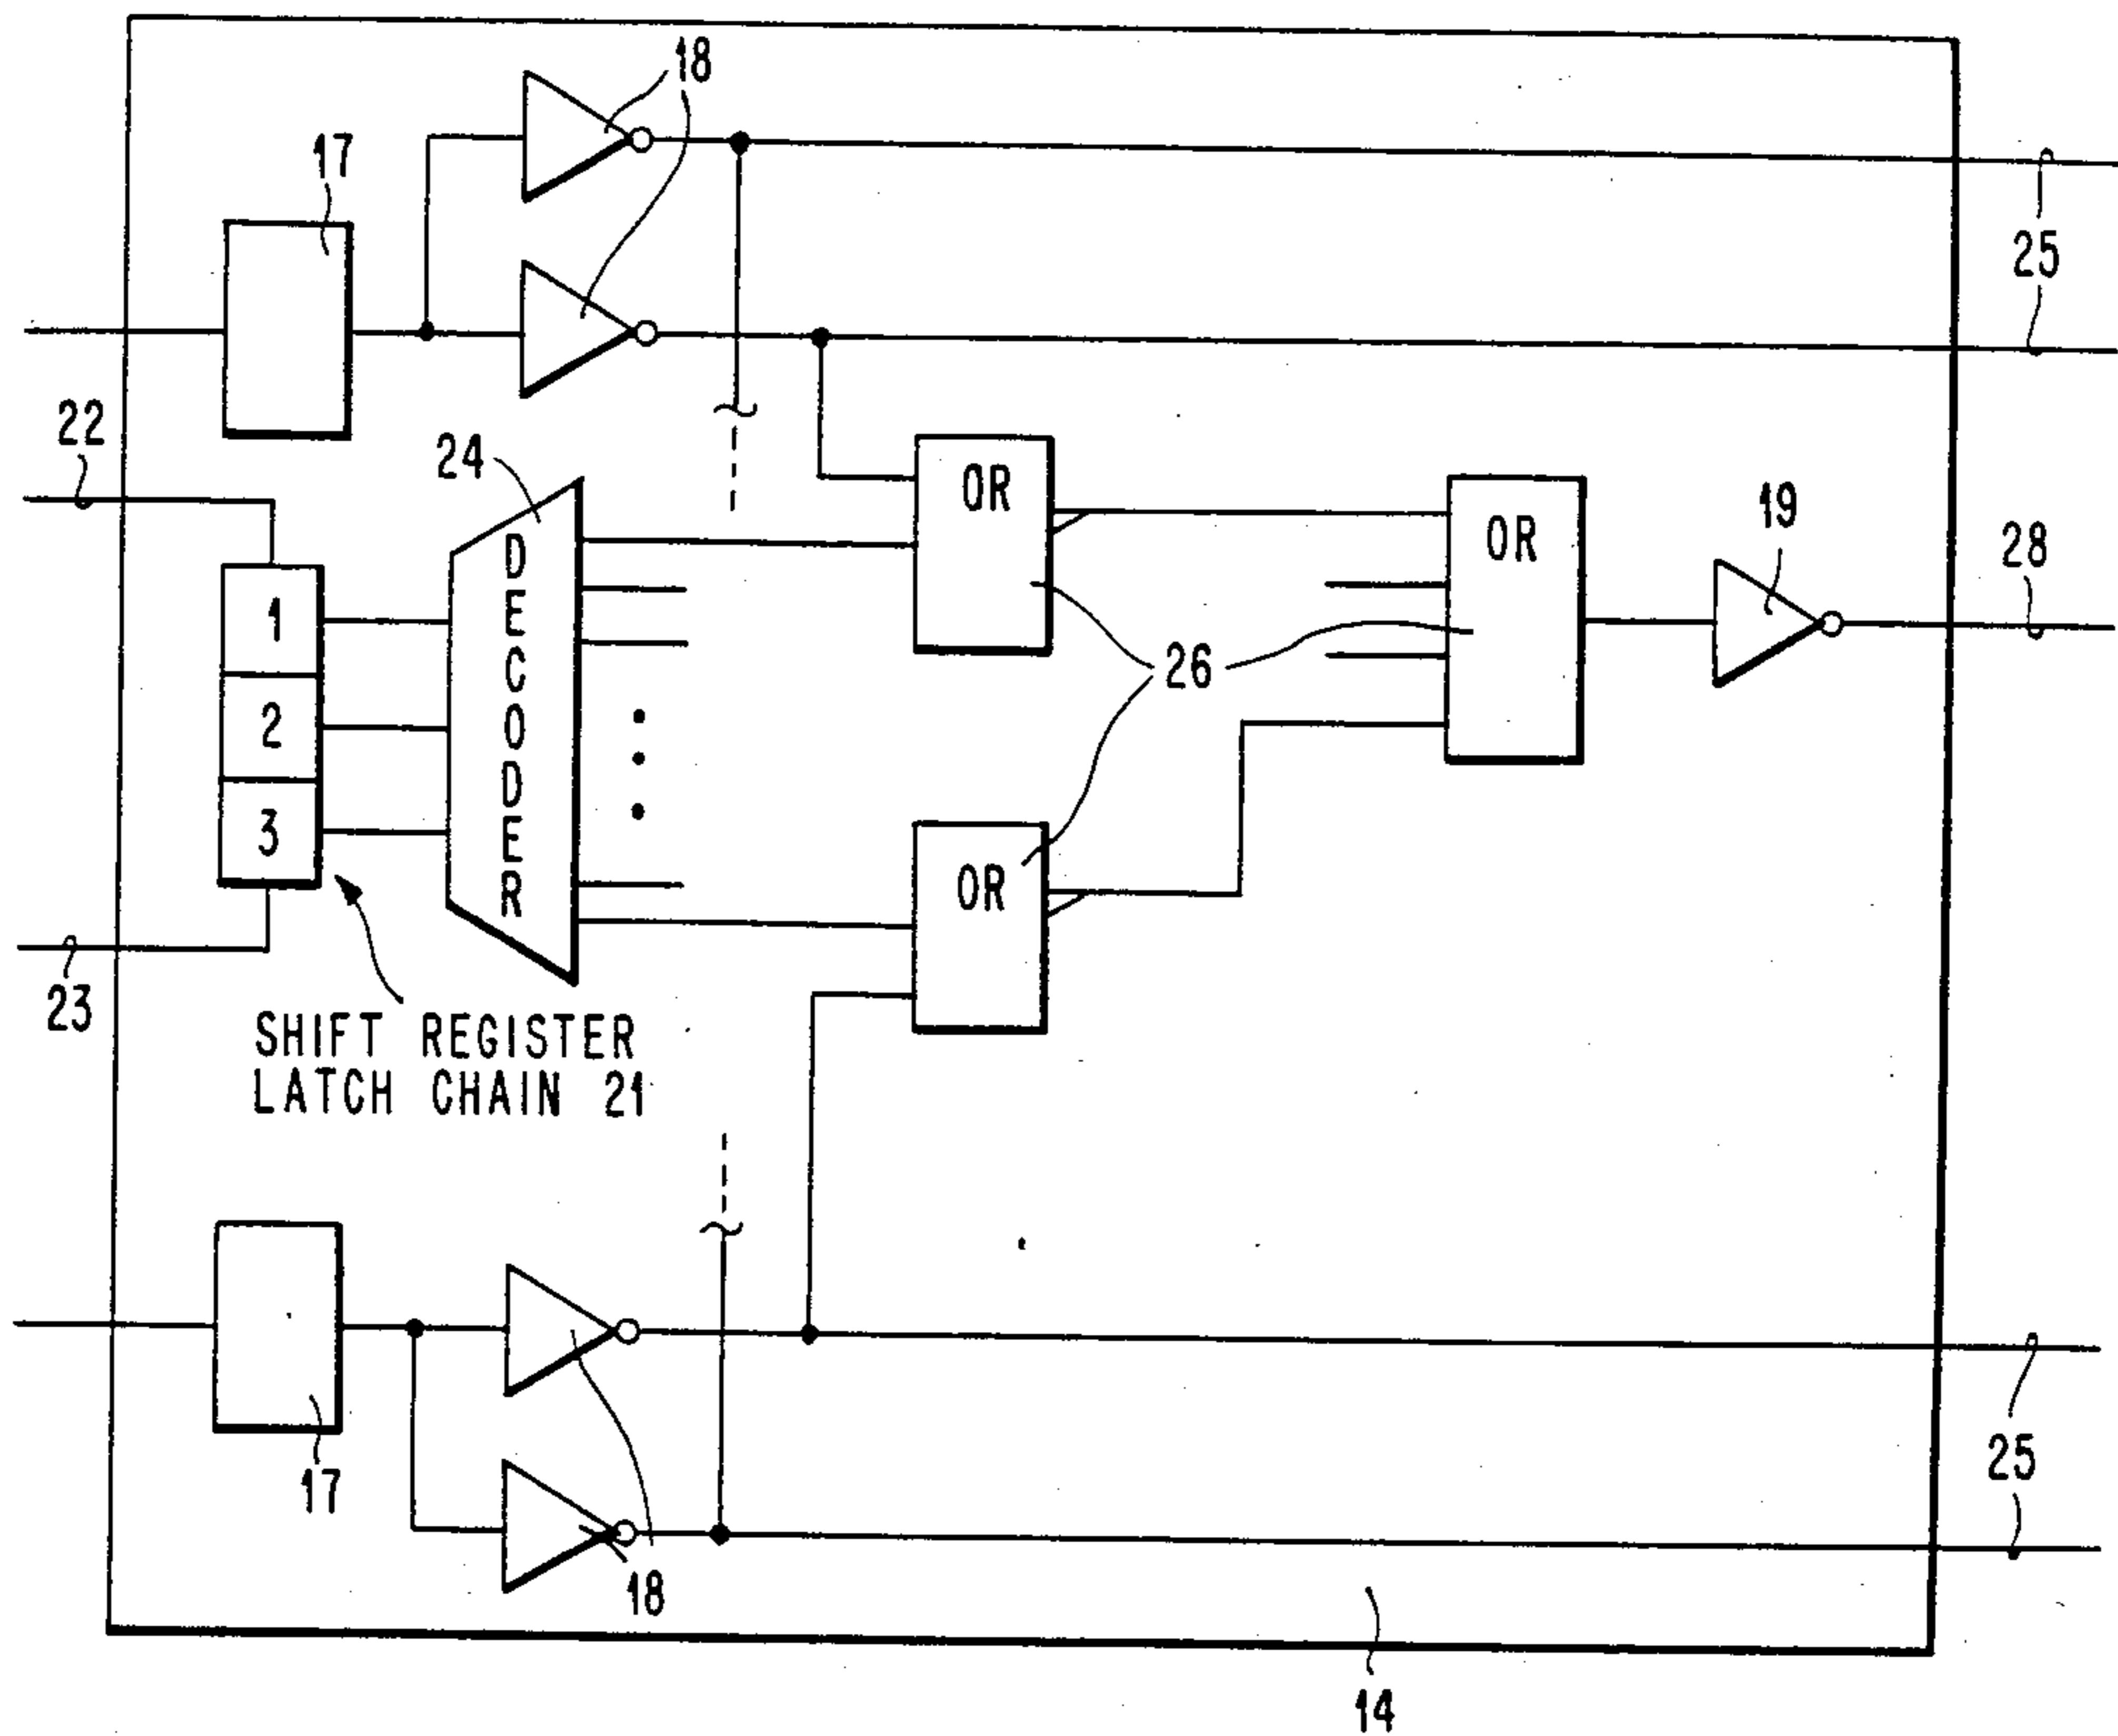 18
17
25
22
24
OR
OR
19
28
DECODER
1
2
3
26
OR
23
SHIFT REGISTER
LATCH CHAIN 21
17
18
25
14